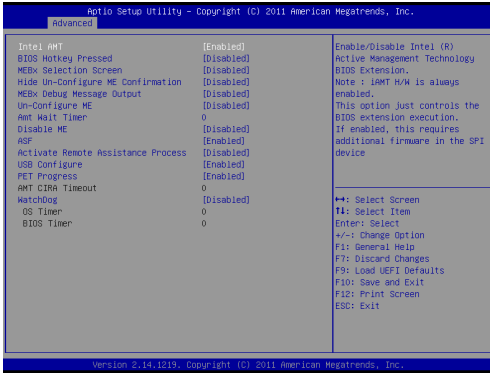 Aptio Setup Utility – Copyright (C) 2011 American Megatrends, Inc.
Advanced
Intel AMT [Enabled]
BIOS Hotkey Pressed [Disabled]
MEBx Selection Screen [Disabled]
Hide Un-Configure ME Confirmation [Disabled]
MEBx Debug Message Output [Disabled]
Un-Configure ME [Disabled]
Amt Wait Timer 0
Disable ME [Disabled]
ASF [Enabled]
Activate Remote Assistance Process [Disabled]
USB Configure [Enabled]
PET Progress [Enabled]
AMT CIRA Timeout 0
WatchDog [Disabled]
OS Timer 0
BIOS Timer 0
Enable/Disable Intel (R)
Active Management Technology
BIOS Extension.
Note : iAMT H/W is always
enabled.
This option just controls the
BIOS extension execution.
If enabled, this requires
additional firmware in the SPI
device
↔: Select Screen
↑↓: Select Item
Enter: Select
+/-: Change Option
F1: General Help
F7: Discard Changes
F9: Load UEFI Defaults
F10: Save and Exit
F12: Print Screen
ESC: Exit
Version 2.14.1219. Copyright (C) 2011 American Megatrends, Inc.